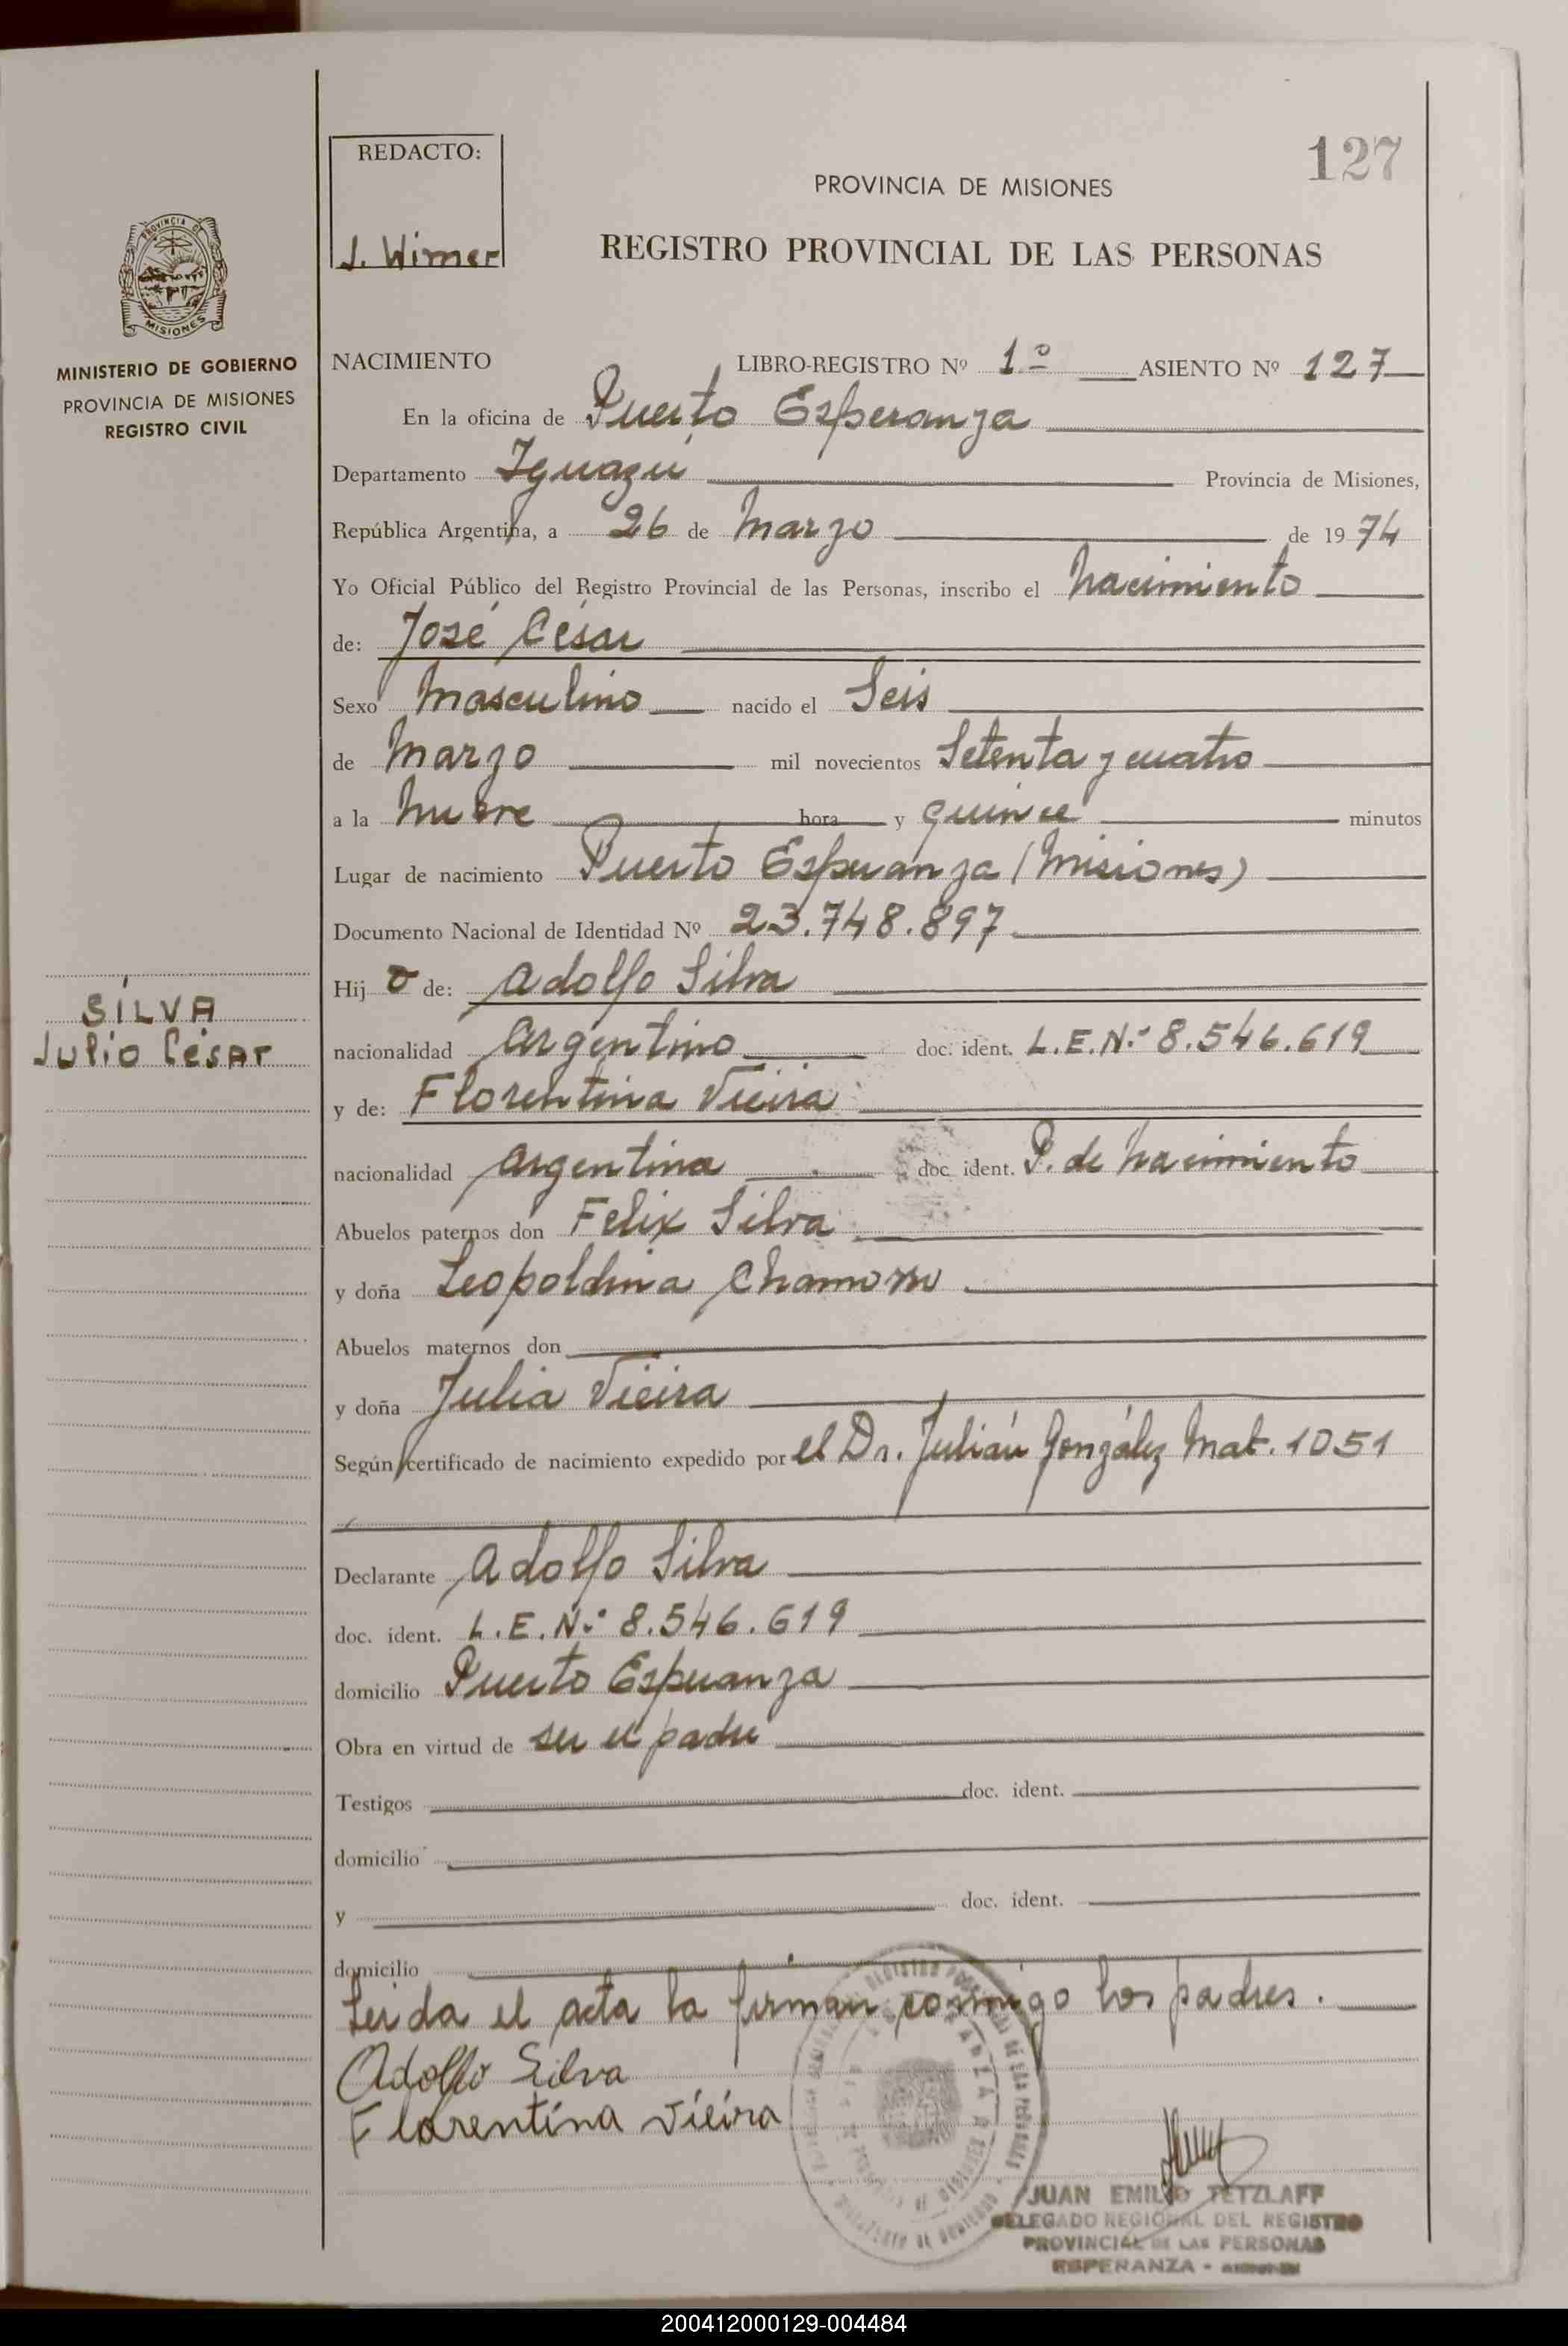 127
REDACTO:
J. Wimer
PROVINCIA DE MISIONES
REGISTRO PROVINCIAL DE LAS PERSONAS
PROVINCIA DE
MISIONES
MINISTERIO DE GOBIERNO
PROVINCIA DE MISIONES
REGISTRO CIVIL
NACIMIENTO LIBRO-REGISTRO Nº 1º ASIENTO Nº 127
En la oficina de Puerto Esperanza
Departamento Iguazú Provincia de Misiones,
República Argentina, a 26 de Marzo de 1974
Yo Oficial Público del Registro Provincial de las Personas, inscribo el nacimiento
de: José César
Sexo Masculino nacido el Seis
de Marzo mil novecientos Setenta y cuatro
a la nueve hora y quince minutos
Lugar de nacimiento Puerto Esperanza (Misiones)
Documento Nacional de Identidad Nº 23.748.897
Hijo de: Adolfo Silva
SILVA
Julio César
nacionalidad Argentino doc. ident. L.E.N.º 8.546.619
y de: Florentina Vieira
nacionalidad Argentina doc. ident. P. de nacimiento
Abuelos paternos don Felix Silva
y doña Leopoldina Chamorro
Abuelos maternos don
y doña Julia Vieira
Según certificado de nacimiento expedido por el Dr. Julián González Mat. 1051
Declarante Adolfo Silva
doc. ident. L.E.N.º 8.546.619
domicilio Puerto Esperanza
Obra en virtud de ser el padre
Testigos doc. ident.
domicilio
y doc. ident.
domicilio
Leida el acta la firman conmigo los padres.
Adolfo Silva
Florentina Vieira
JUAN EMILIO TETZLAFF
DELEGADO REGIONAL DEL REGISTRO
PROVINCIAL DE LAS PERSONAS
ESPERANZA -
200412000129-004484